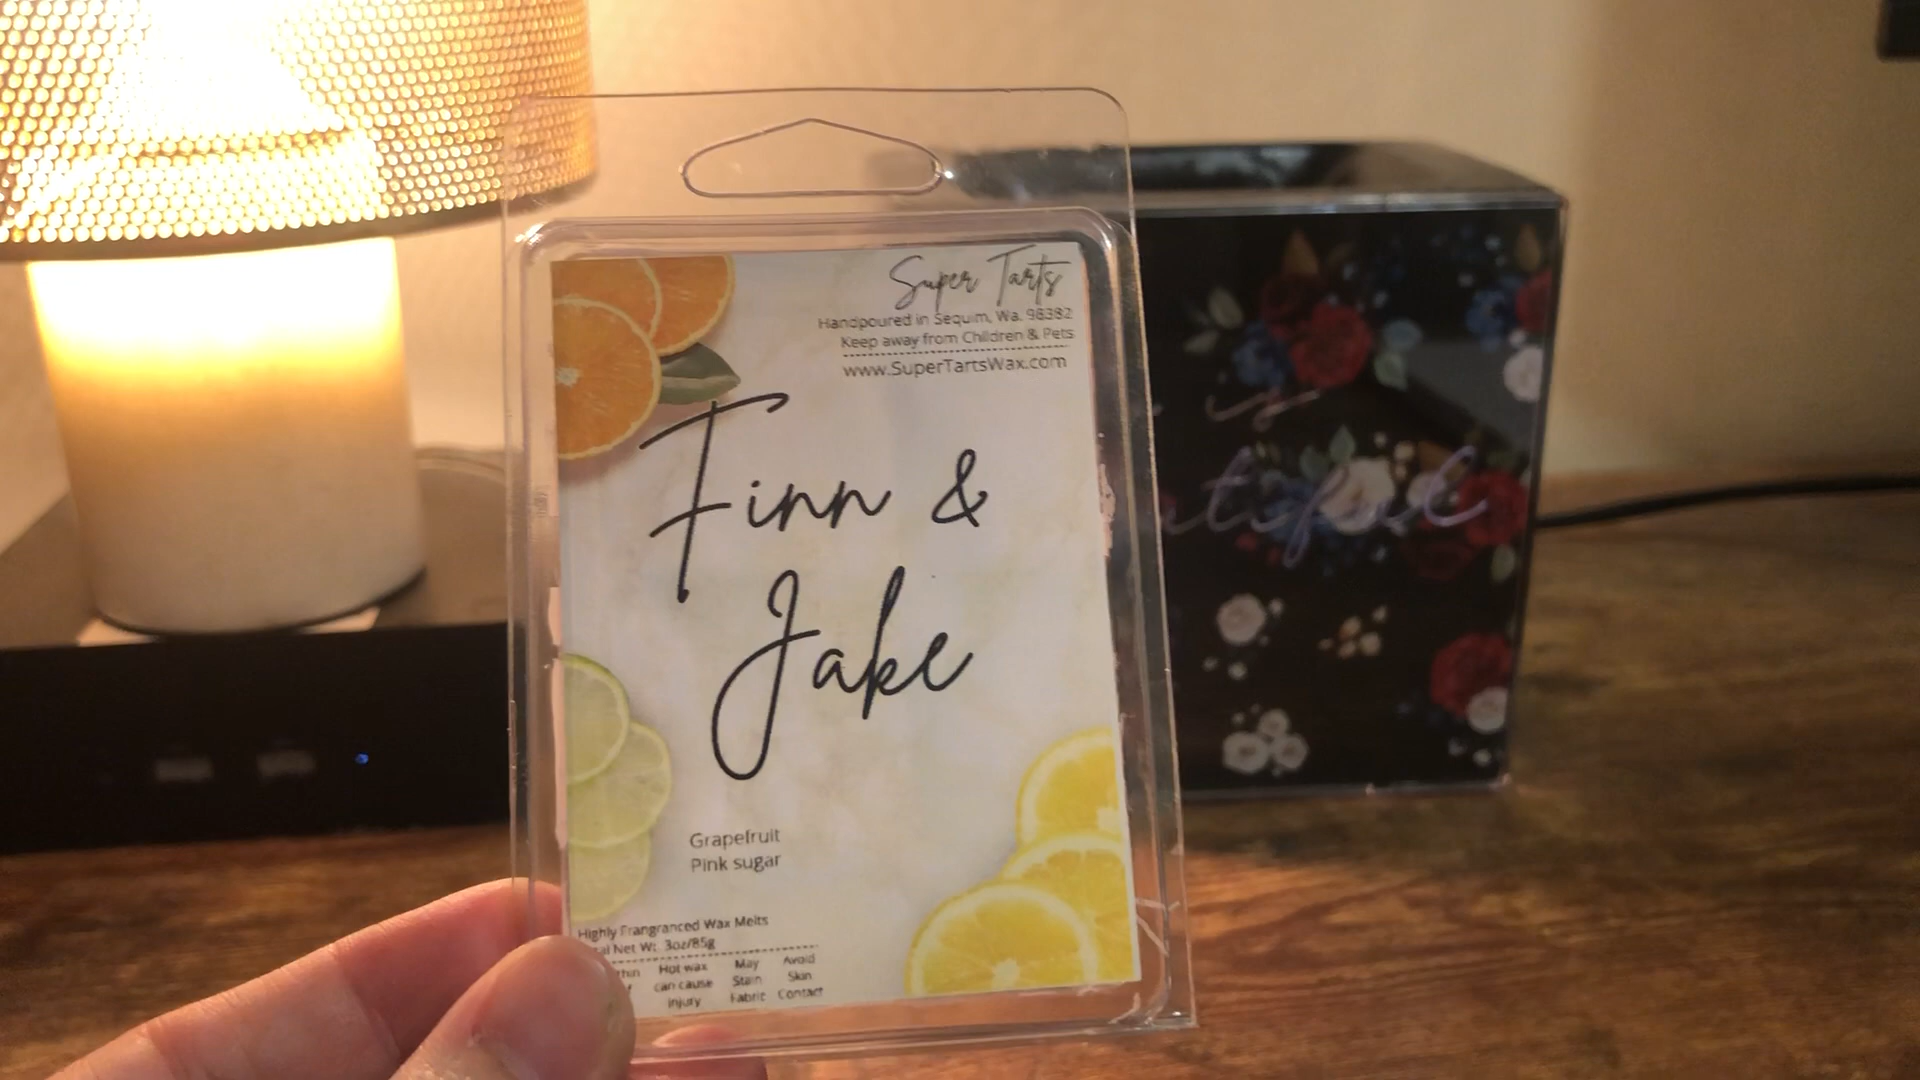 Super Tarts
Handpoured in Sequim, Wa. 98382
Keep away from Children & Pets
www.SuperTartsWax.com
Finn &
Jake
Grapefruit
Pink sugar
Highly Frangranced Wax Melts
Net Wt. 3oz/85g
Hot wax can cause injury
May Stain Fabric
Avoid Skin Contact
is